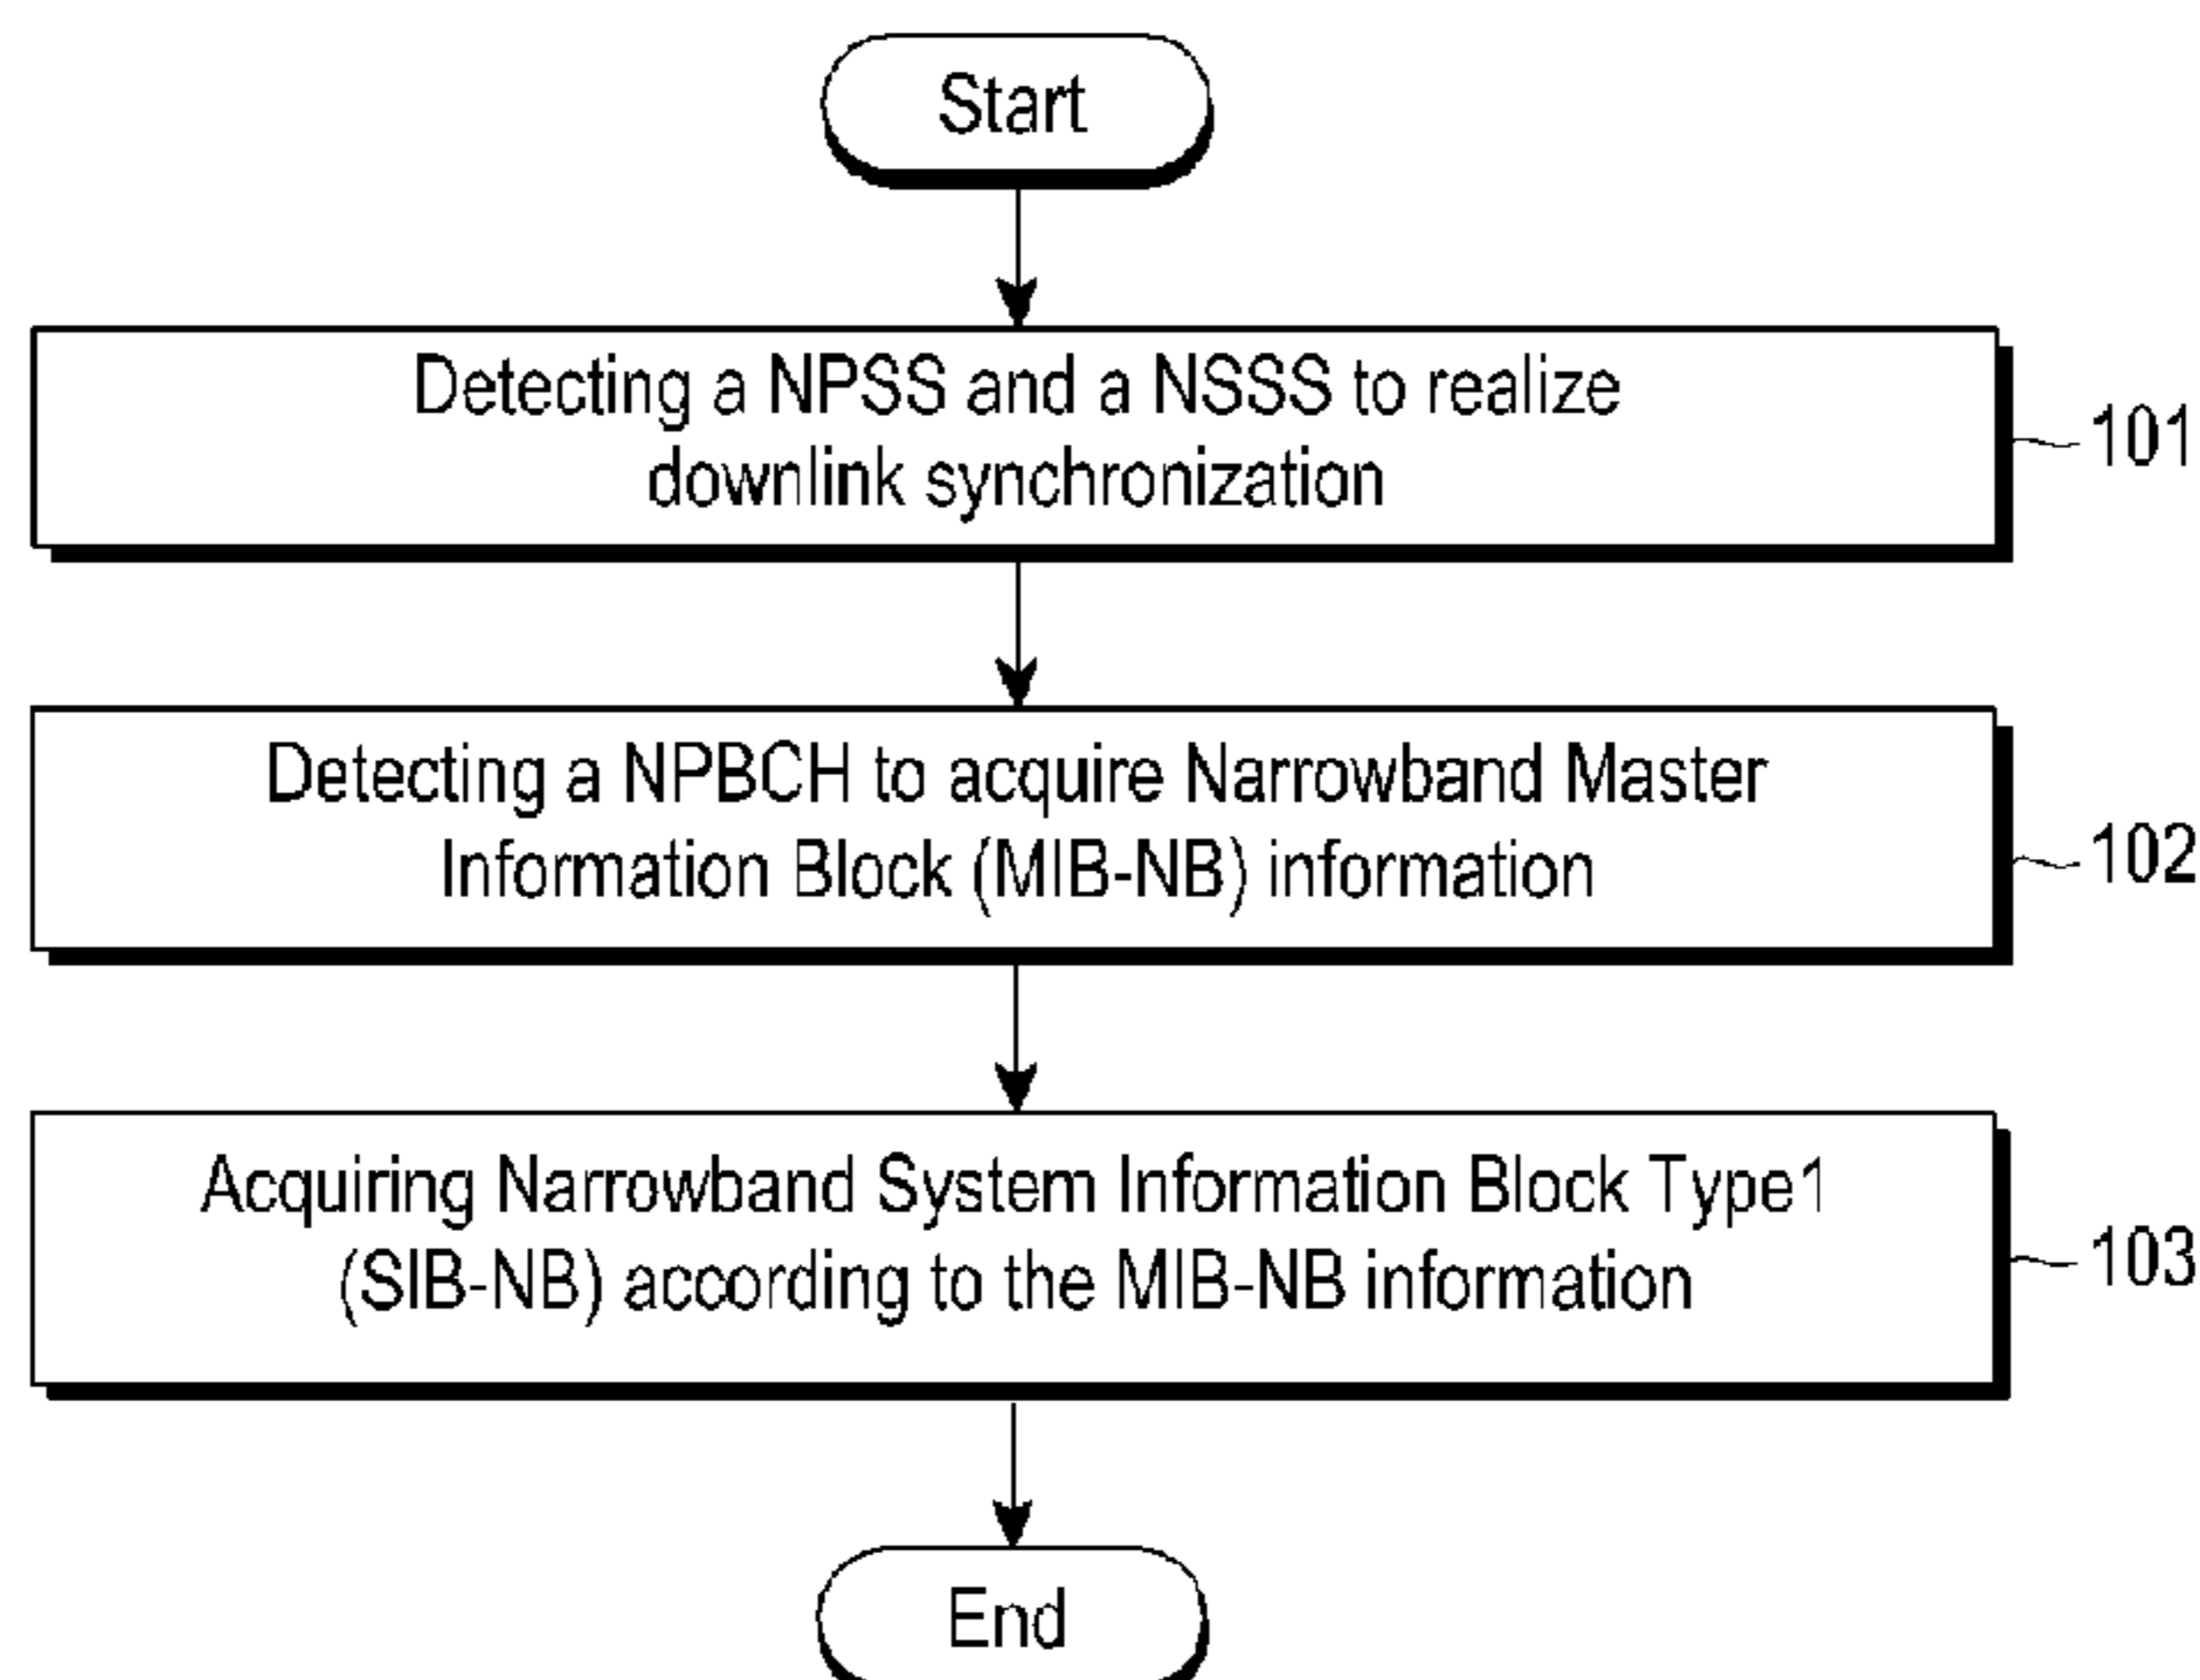 Start
Detecting a NPSS and a NSSS to realize
downlink synchronization
101
Detecting a NPBCH to acquire Narrowband Master
Information Block (MIB-NB) information
102
Acquiring Narrowband System Information Block Type1
(SIB-NB) according to the MIB-NB information
103
End